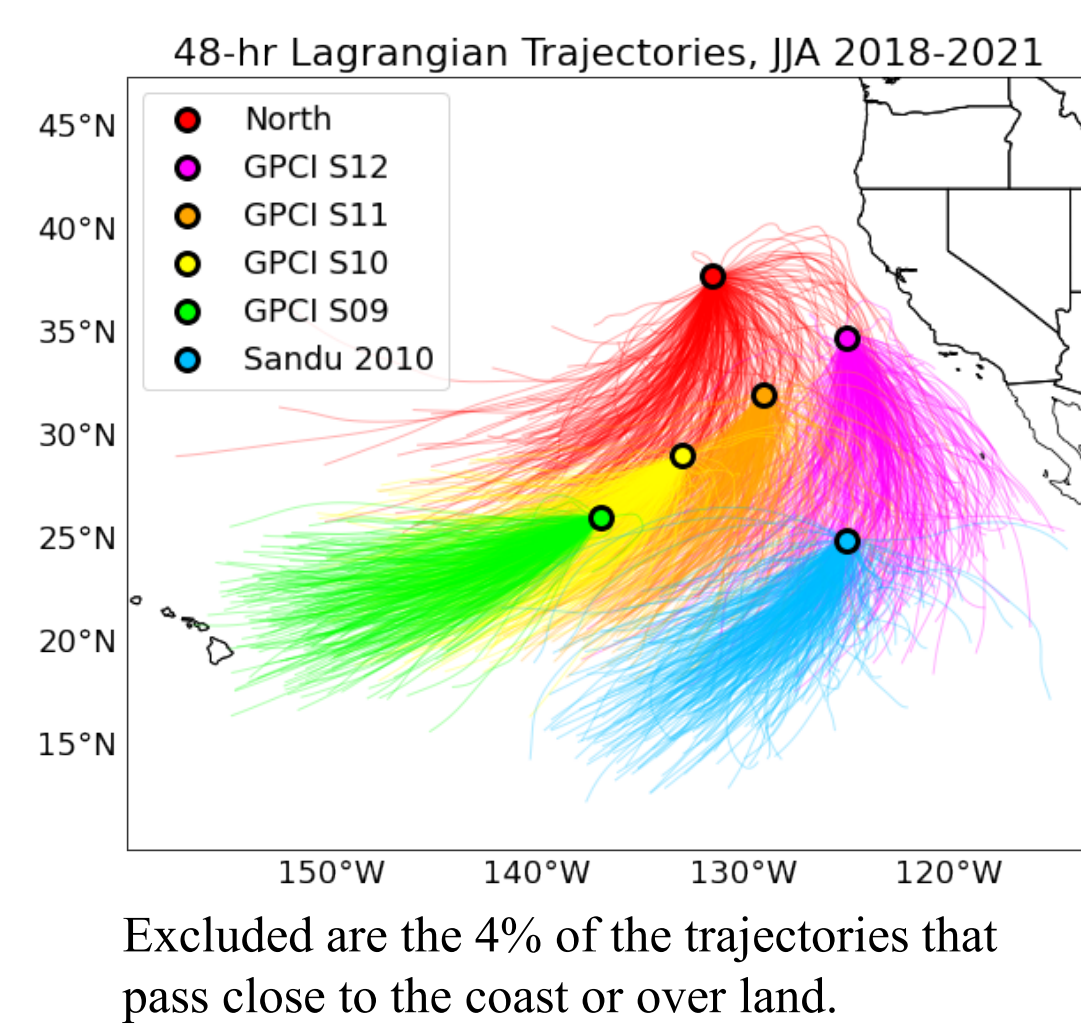 48-hr Lagrangian Trajectories, JJA 2018-2021
45°N
40°N
35°N
30°N
25°N
20°N
15°N
North
GPCI S12
GPCI S11
GPCI S10
GPCI S09
Sandu 2010
150°W
140°W
130°W
120°W
Excluded are the 4% of the trajectories that
pass close to the coast or over land.